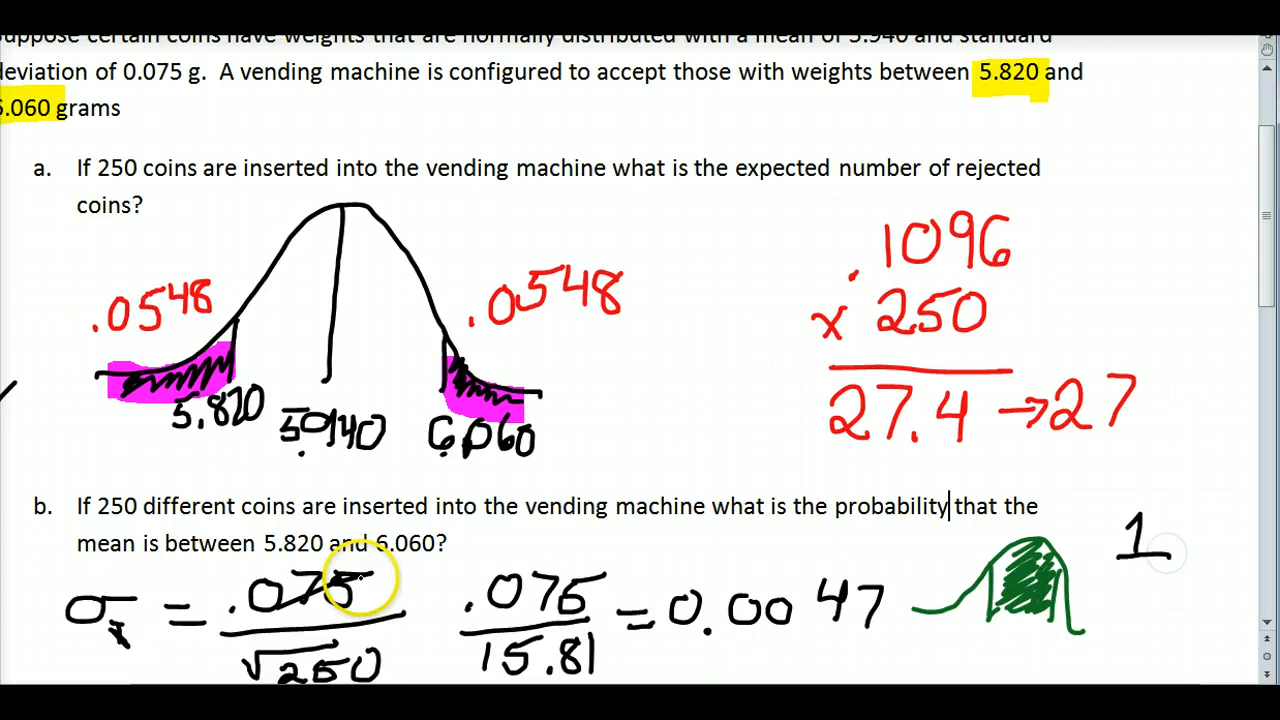 Suppose certain coins have weights that are normally distributed with a mean of 5.940 and standard
deviation of 0.075 g. A vending machine is configured to accept those with weights between 5.820 and
6.060 grams
a. If 250 coins are inserted into the vending machine what is the expected number of rejected
coins?
.0548
.0548
5.820
5.940
6.060
.1096
x 250
27.4 → 27
b. If 250 different coins are inserted into the vending machine what is the probability that the
mean is between 5.820 and 6.060?
σx = .075
√250
.075
15.81
= 0.0047
1